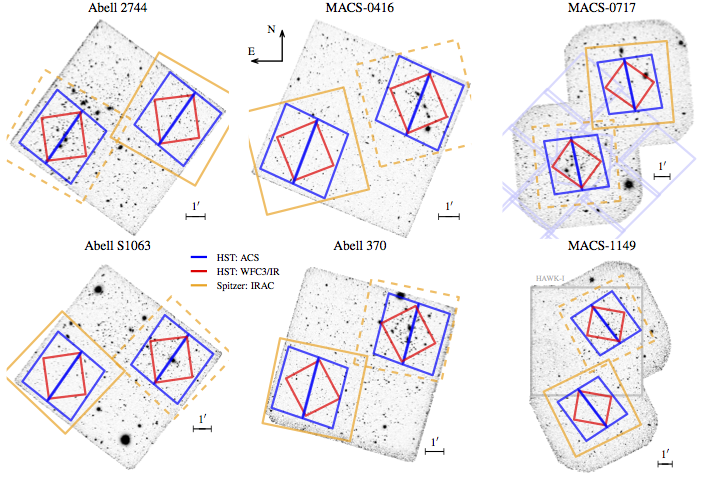 Abell 2744
MACS-0416
MACS-0717
N
E
1′
1′
1′
Abell S1063
HST: ACS
HST: WFC3/IR
Spitzer: IRAC
Abell 370
MACS-1149
HAWK-I
1′
1′
1′